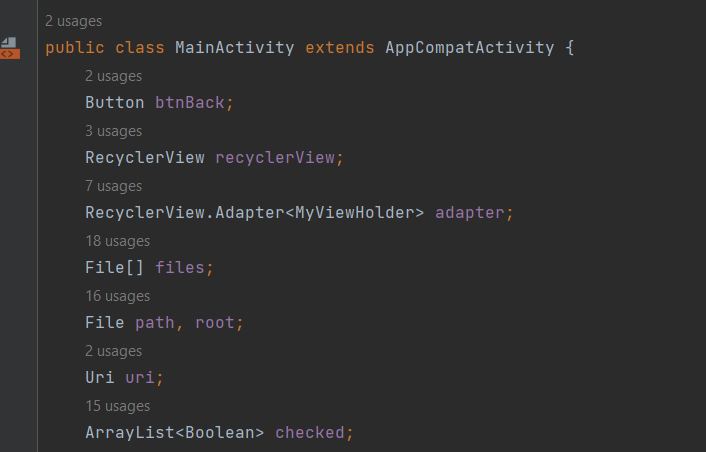 2 usages
public class MainActivity extends AppCompatActivity {
2 usages
Button btnBack;
3 usages
RecyclerView recyclerView;
7 usages
RecyclerView.Adapter<MyViewHolder> adapter;
18 usages
File[] files;
16 usages
File path, root;
2 usages
Uri uri;
15 usages
ArrayList<Boolean> checked;